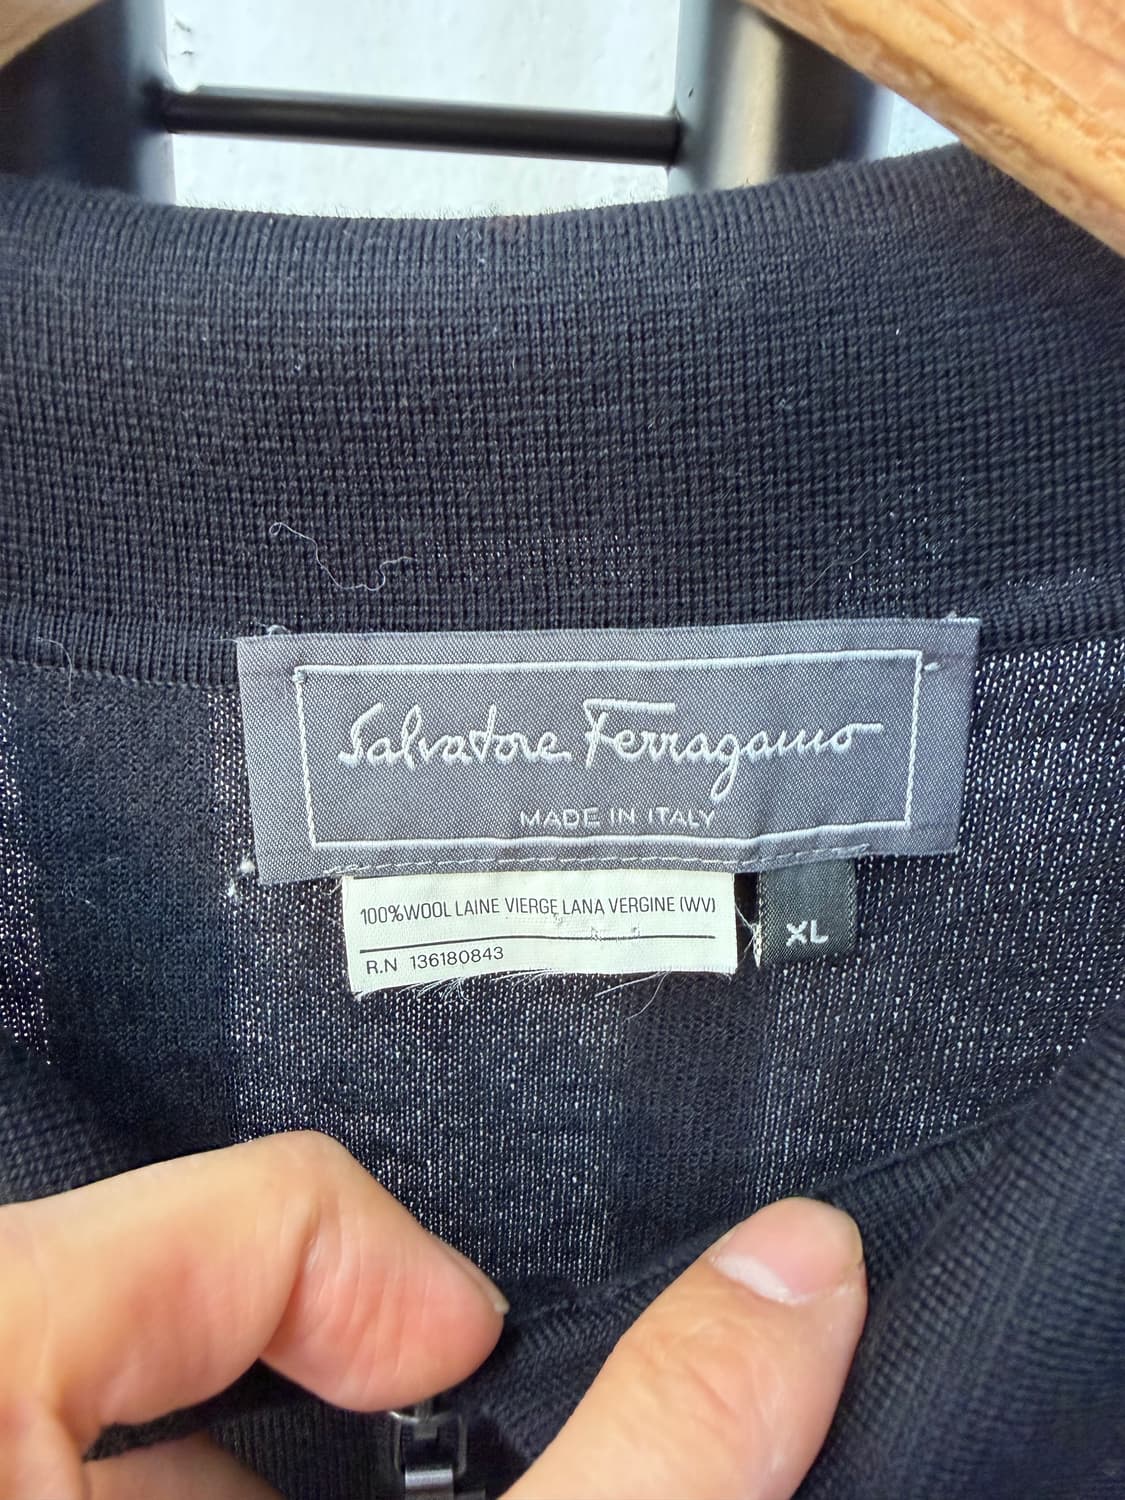 Salvatore Ferragamo
MADE IN ITALY
100%WOOL LAINE VIERGE LANA VERGINE (WV)
R.N 136180843
XL